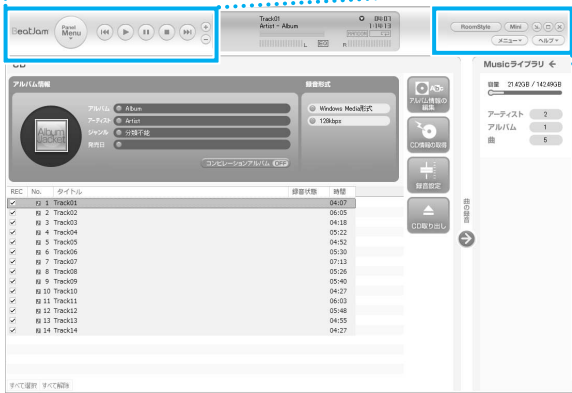 BeatJam
Panel
Menu
Track01
Artist - Album
04:07
1:14:13
RANDOM
L EQ R
RoomStyle
Mini
メニュー
ヘルプ
CD
Musicライブラリ
アルバム情報
録音形式
アルバム Album
アーティスト Artist
ジャンル 分類不能
発売日
Album
Jacket
コンピレーションアルバム OFF
Windows Media形式
128kbps
アルバム情報の
編集
CD情報の取得
録音設定
CD取り出し
容量 21.42GB / 142.49GB
アーティスト 2
アルバム 1
曲 5
曲の録音
REC No. タイトル 録音状態 時間
1 Track01 04:07
2 Track02 06:05
3 Track03 04:18
4 Track04 05:22
5 Track05 04:52
6 Track06 05:30
7 Track07 07:13
8 Track08 05:26
9 Track09 05:40
10 Track10 04:27
11 Track11 06:03
12 Track12 05:48
13 Track13 04:55
14 Track14 04:27
すべて選択 すべて解除